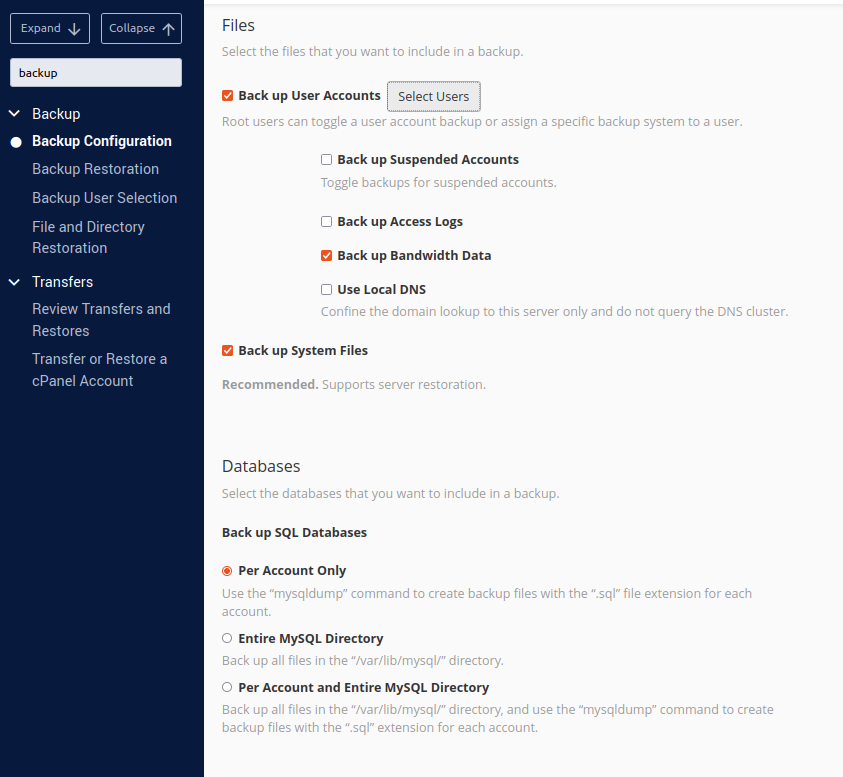 Expand
Collapse
backup
Backup
Backup Configuration
Backup Restoration
Backup User Selection
File and Directory
Restoration
Transfers
Review Transfers and
Restores
Transfer or Restore a
cPanel Account
Files
Select the files that you want to include in a backup.
Back up User Accounts
Select Users
Root users can toggle a user account backup or assign a specific backup system to a user.
Back up Suspended Accounts
Toggle backups for suspended accounts.
Back up Access Logs
Back up Bandwidth Data
Use Local DNS
Confine the domain lookup to this server only and do not query the DNS cluster.
Back up System Files
Recommended. Supports server restoration.
Databases
Select the databases that you want to include in a backup.
Back up SQL Databases
Per Account Only
Use the “mysqldump” command to create backup files with the “.sql” file extension for each
account.
Entire MySQL Directory
Back up all files in the “/var/lib/mysql/” directory.
Per Account and Entire MySQL Directory
Back up all files in the “/var/lib/mysql/” directory, and use the “mysqldump” command to create
backup files with the “.sql” extension for each account.